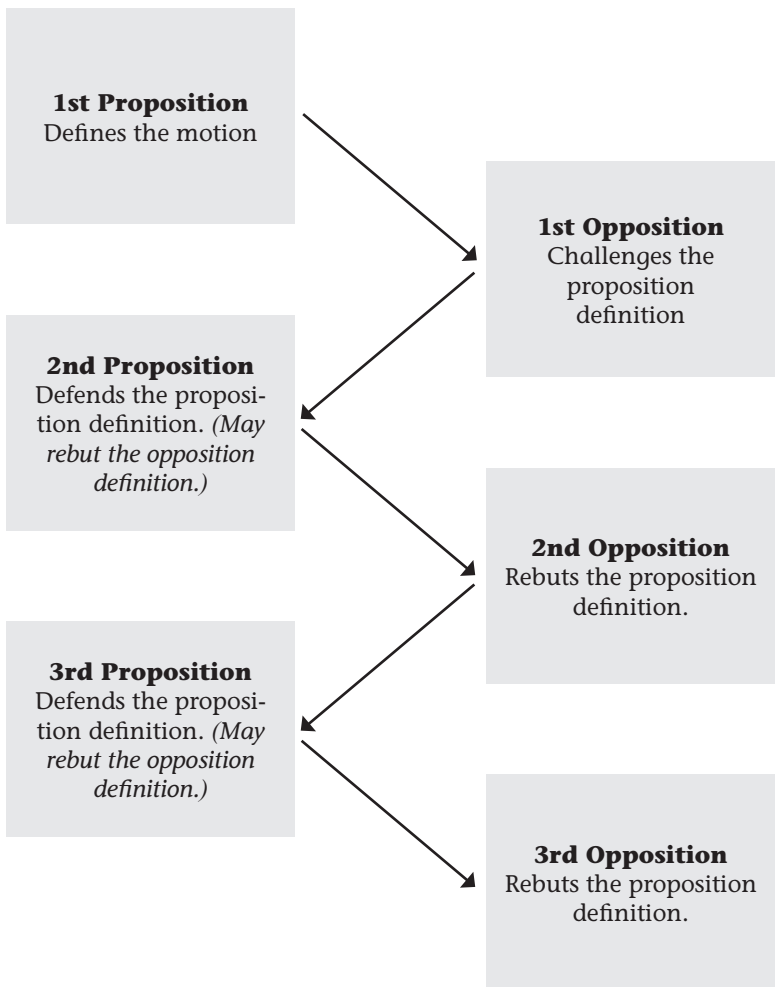 1st Proposition
Defines the motion
1st Opposition
Challenges the
proposition
definition
2nd Proposition
Defends the proposi-
tion definition. (May
rebut the opposition
definition.)
2nd Opposition
Rebuts the proposition
definition.
3rd Proposition
Defends the proposi-
tion definition. (May
rebut the opposition
definition.)
3rd Opposition
Rebuts the proposition
definition.